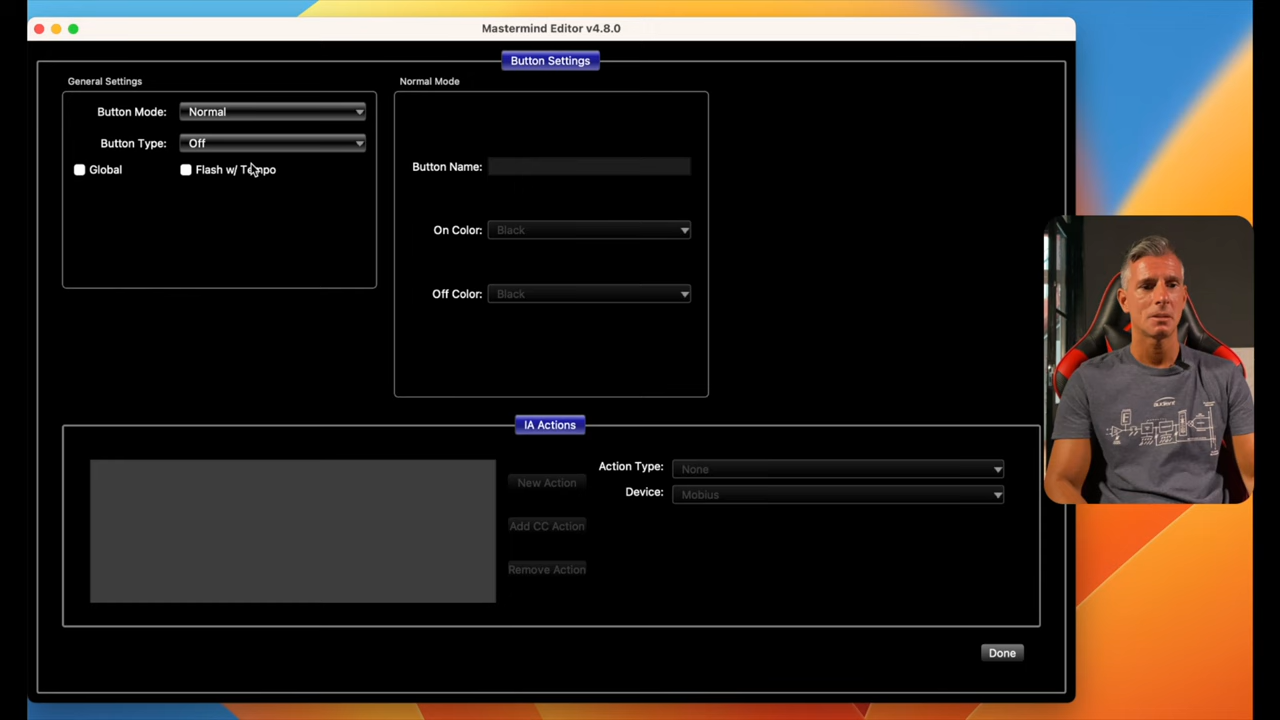 Mastermind Editor v4.8.0
Button Settings
General Settings
Button Mode: Normal
Button Type: Off
Global
Flash w/ Tempo
Normal Mode
Button Name:
On Color: Black
Off Color: Black
IA Actions
New Action
Add CC Action
Remove Action
Action Type: None
Device: Mobius
Done